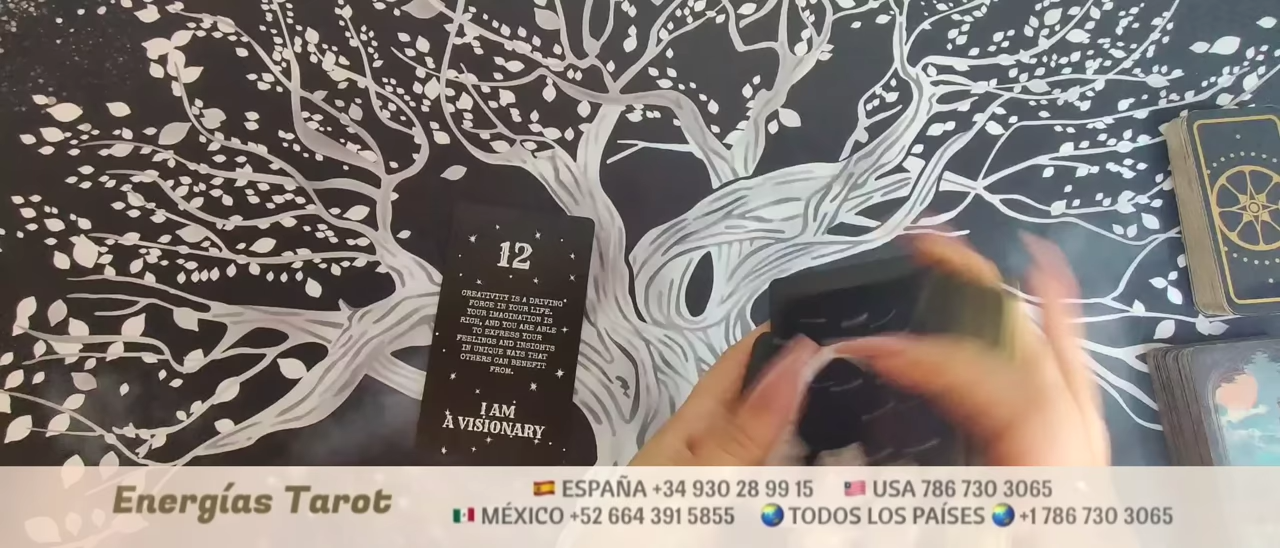 12
CREATIVITY IS A DRIVING
FORCE IN YOUR LIFE.
YOUR IMAGINATION IS
RICH, AND YOU ARE ABLE
TO EXPRESS YOUR
FEELINGS AND INSIGHTS
IN UNIQUE WAYS THAT
OTHERS CAN BENEFIT
FROM.
I AM
A VISIONARY
Energías Tarot
ESPAÑA +34 930 28 99 15 USA 786 730 3065
MÉXICO +52 664 391 5855 TODOS LOS PAÍSES +1 786 730 3065